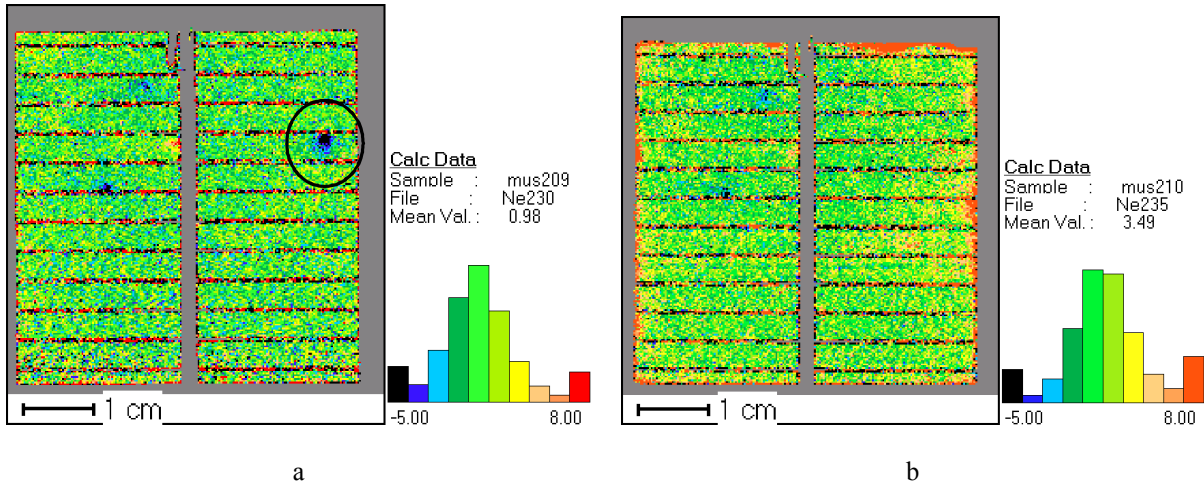 Calc Data
Sample : mus209
File : Ne230
Mean Val. : 0.98
-5.00 8.00
1 cm
a
Calc Data
Sample : mus210
File : Ne235
Mean Val. : 3.49
-5.00 8.00
1 cm
b